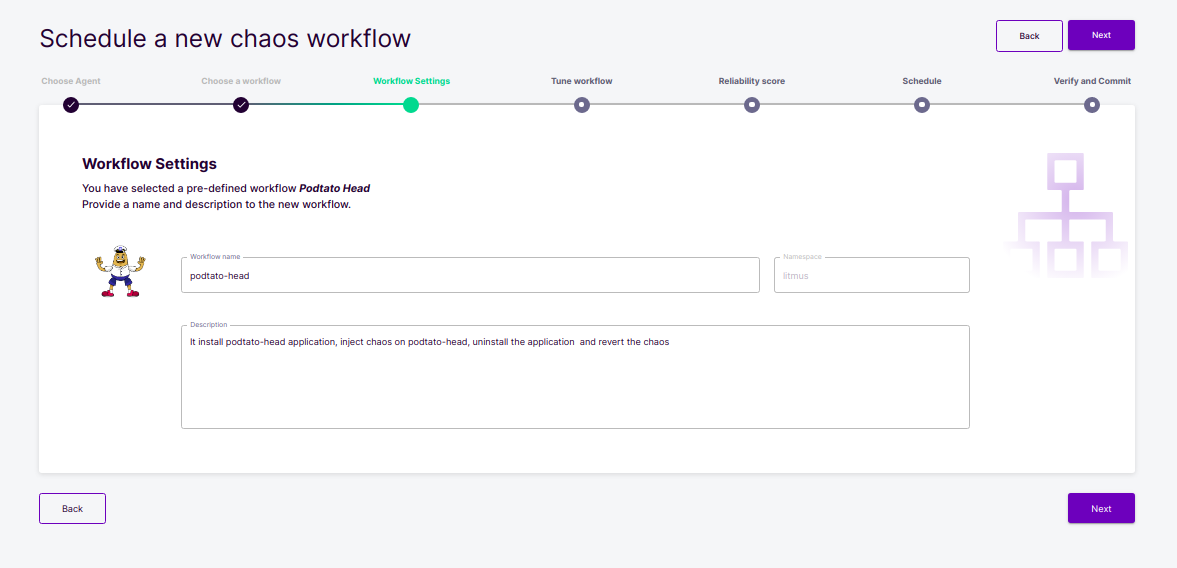 Schedule a new chaos workflow
Back
Next
Choose Agent
Choose a workflow
Workflow Settings
Tune workflow
Reliability score
Schedule
Verify and Commit
Workflow Settings
You have selected a pre-defined workflow Podtato Head
Provide a name and description to the new workflow.
Workflow name
podtato-head
Namespace
litmus
Description
It install podtato-head application, inject chaos on podtato-head, uninstall the application  and revert the chaos
Back
Next